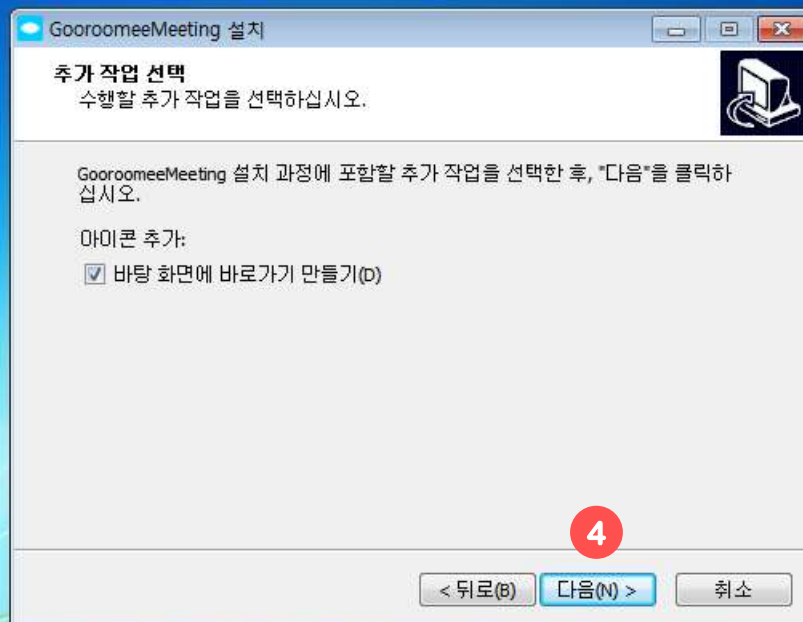 GooroomeeMeeting 설치
추가 작업 선택
수행할 추가 작업을 선택하십시오.
GooroomeeMeeting 설치 과정에 포함할 추가 작업을 선택한 후, "다음"을 클릭하
십시오.
아이콘 추가:
바탕 화면에 바로가기 만들기(D)
4
< 뒤로(B) 다음(N) > 취소